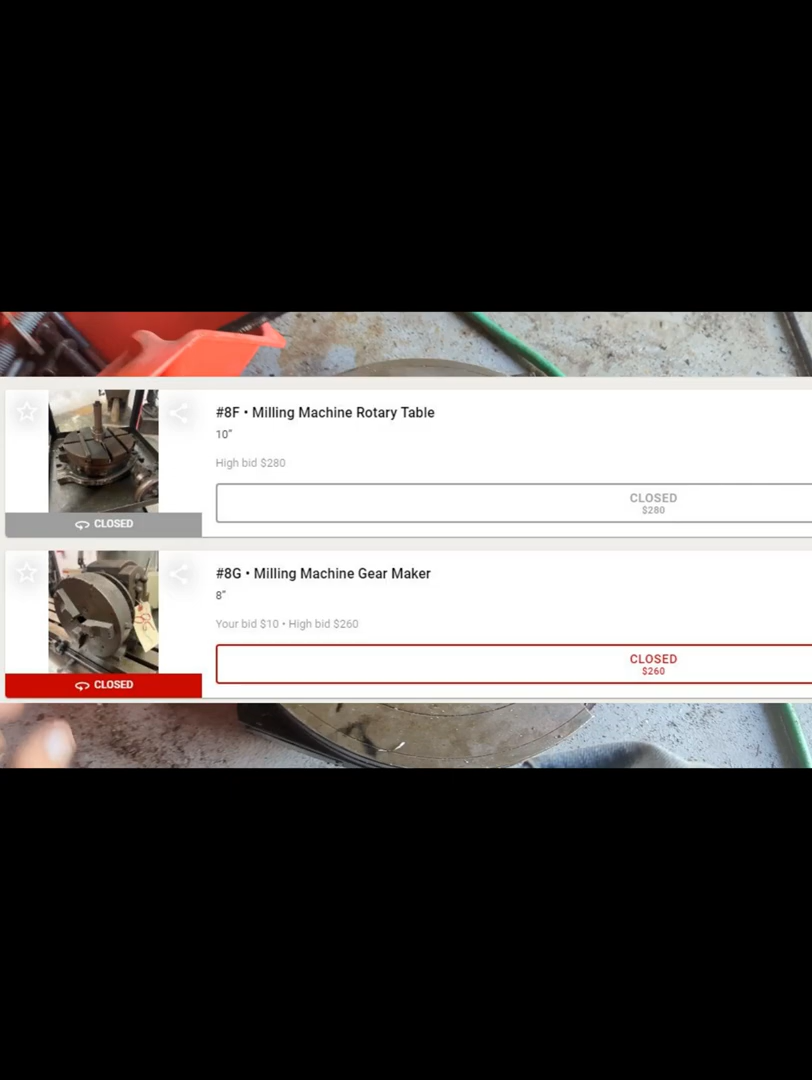 #8F • Milling Machine Rotary Table
10"
High bid $280
CLOSED
$280
CLOSED
#8G • Milling Machine Gear Maker
8"
Your bid $10 • High bid $260
CLOSED
$260
CLOSED